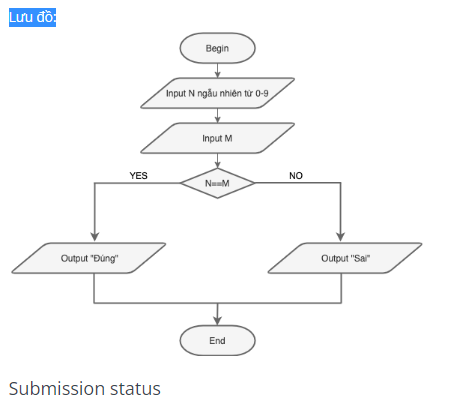 Lưu đồ:
Begin
Input N ngẫu nhiên từ 0-9
Input M
YES
N==M
NO
Output "Đúng"
Output "Sai"
End
Submission status